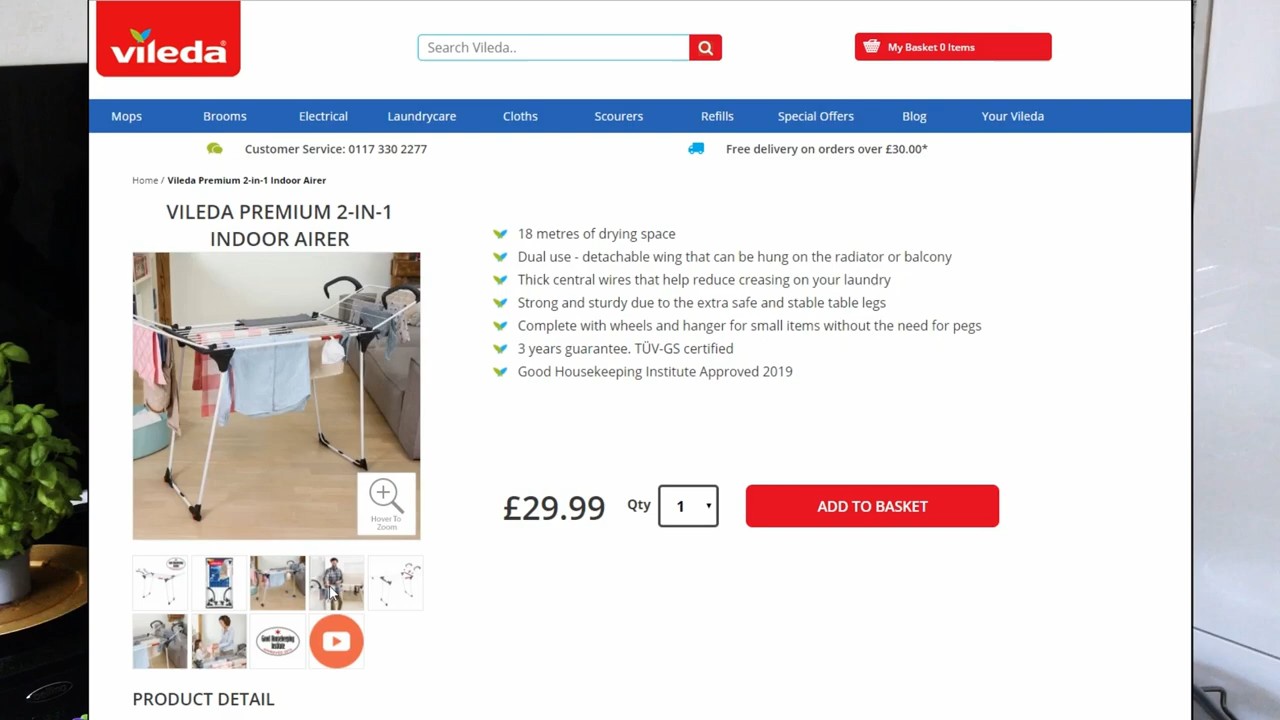 vileda®
Search Vileda..
My Basket 0 Items
Mops Brooms Electrical Laundrycare Cloths Scourers Refills Special Offers Blog Your Vileda
Customer Service: 0117 330 2277
Free delivery on orders over £30.00*
Home / Vileda Premium 2-in-1 Indoor Airer
VILEDA PREMIUM 2-IN-1
INDOOR AIRER
18 metres of drying space
Dual use - detachable wing that can be hung on the radiator or balcony
Thick central wires that help reduce creasing on your laundry
Strong and sturdy due to the extra safe and stable table legs
Complete with wheels and hanger for small items without the need for pegs
3 years guarantee. TÜV-GS certified
Good Housekeeping Institute Approved 2019
Hover To
Zoom
£29.99 Qty 1 ADD TO BASKET
Good Housekeeping
Institute
PRODUCT DETAIL